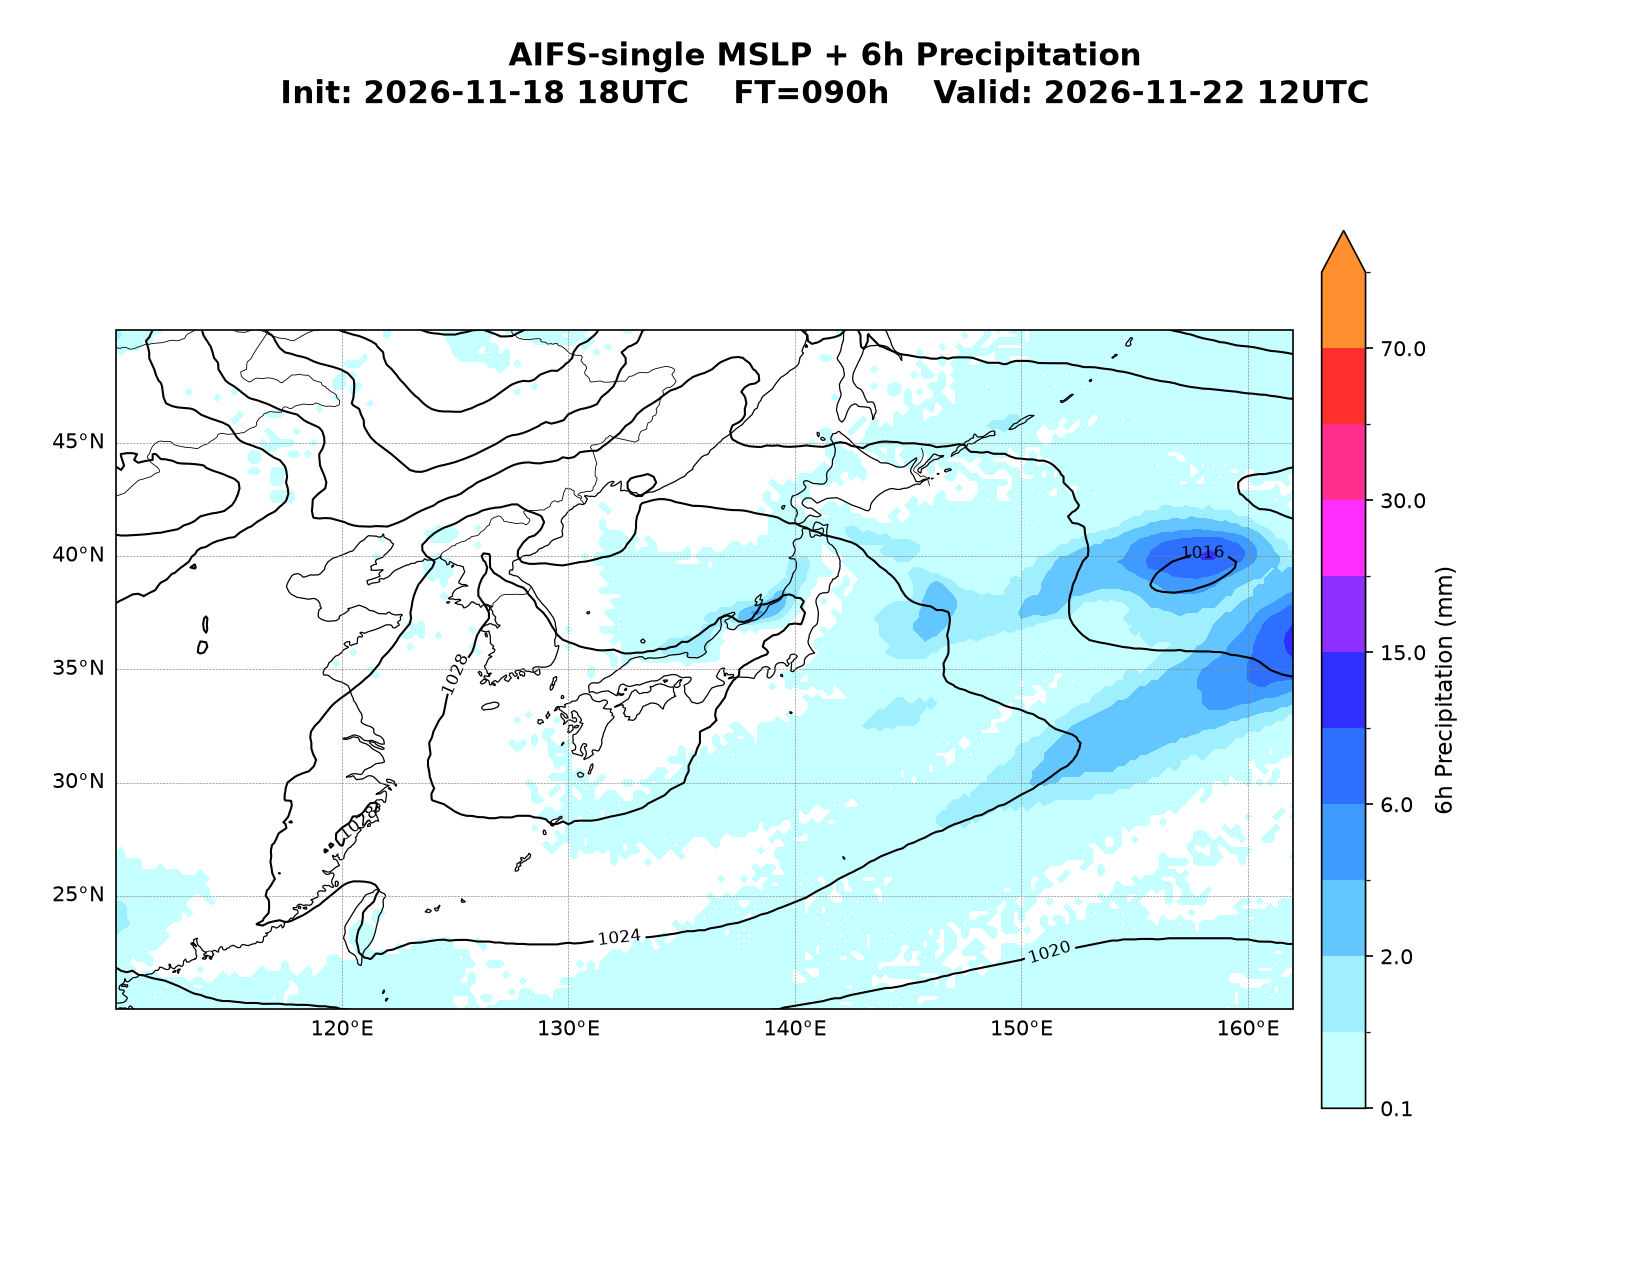 AIFS-single MSLP + 6h Precipitation
Init: 2026-11-18 18UTC    FT=090h    Valid: 2026-11-22 12UTC
70.0
30.0
15.0
6.0
2.0
0.1
6h Precipitation (mm)
45°N
40°N
35°N
30°N
25°N
120°E
130°E
140°E
150°E
160°E
1016
1028
1028
1024
1020